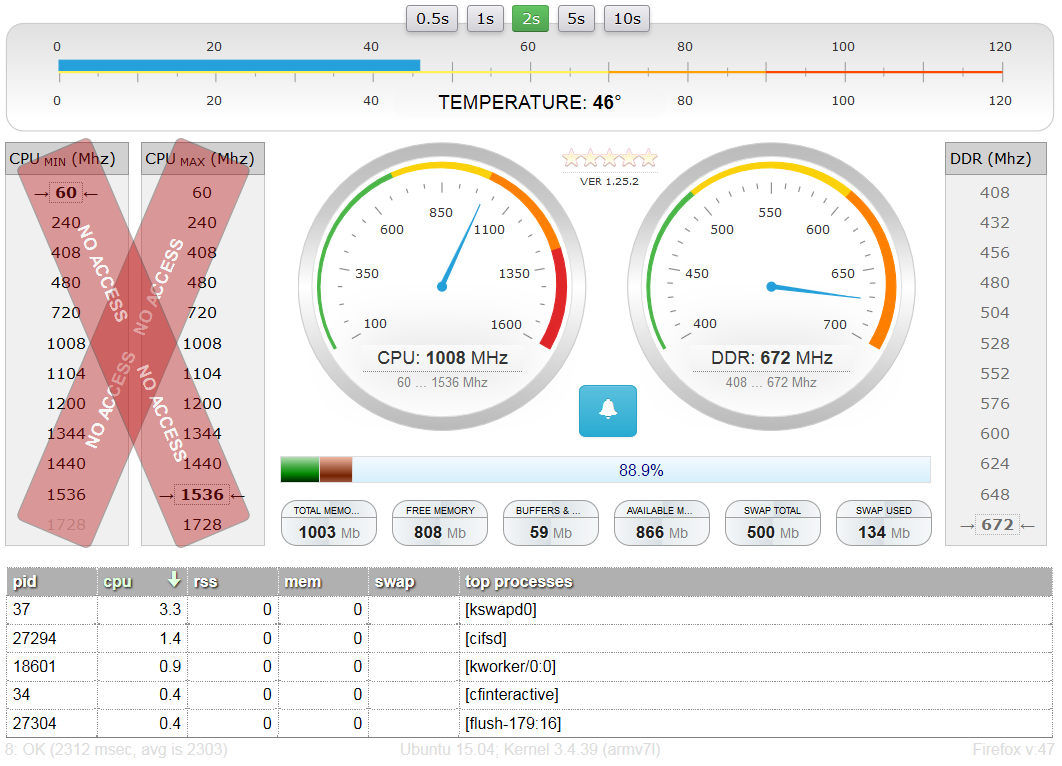 0.5s 1s 2s 5s 10s
0 20 40 60 80 100 120
0 20 40 80 100 120
TEMPERATURE: 46°
CPU MIN (Mhz)
→60←
240
408
480
720
1008
1104
1200
1344
1440
1536
1728
NO ACCESS
NO ACCESS
CPU MAX (Mhz)
60
240
408
480
720
1008
1104
1200
1344
1440
→1536←
1728
NO ACCESS
NO ACCESS
100 350 600 850 1100 1350 1600
CPU: 1008 MHz
60 ... 1536 Mhz
VER 1.25.2
400 450 500 550 600 650 700
DDR: 672 MHz
408 ... 672 MHz
DDR (Mhz)
408
432
456
480
504
528
552
576
600
624
648
→672←
88.9%
TOTAL MEMO... FREE MEMORY BUFFERS & ... AVAILABLE M... SWAP TOTAL SWAP USED
1003 Mb 808 Mb 59 Mb 866 Mb 500 Mb 134 Mb
pid cpu rss mem swap top processes
37 3.3 0 0 [kswapd0]
27294 1.4 0 0 [cifsd]
18601 0.9 0 0 [kworker/0:0]
34 0.4 0 0 [cfinteractive]
27304 0.4 0 0 [flush-179:16]
8: OK (2312 msec, avg is 2303) Ubuntu 15.04; Kernel 3.4.39 (armv7l) Firefox v:47